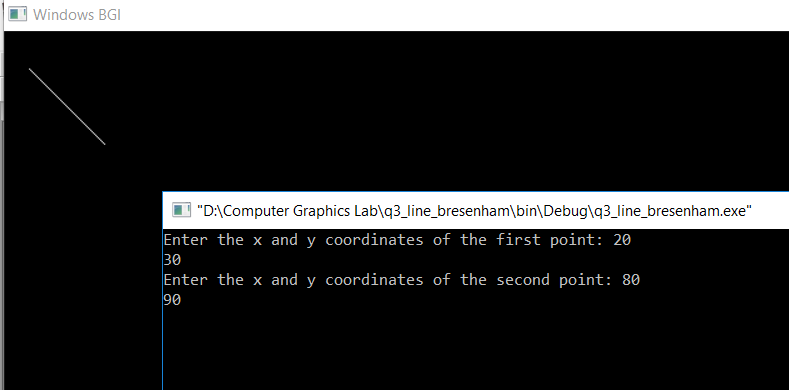 Windows BGI
"D:\Computer Graphics Lab\q3_line_bresenham\bin\Debug\q3_line_bresenham.exe"
Enter the x and y coordinates of the first point: 20
30
Enter the x and y coordinates of the second point: 80
90